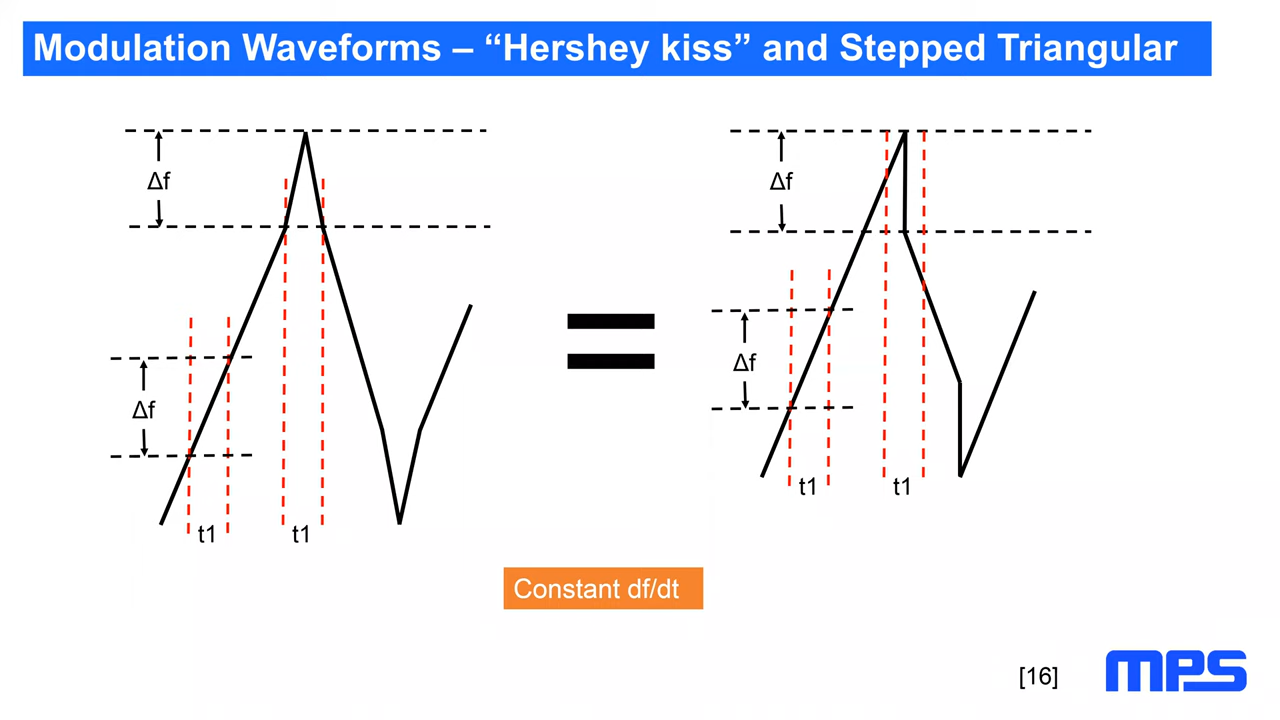 Modulation Waveforms – “Hershey kiss” and Stepped Triangular
Δf
Δf
t1
t1
Δf
Δf
t1
t1
Constant df/dt
[16]
mps